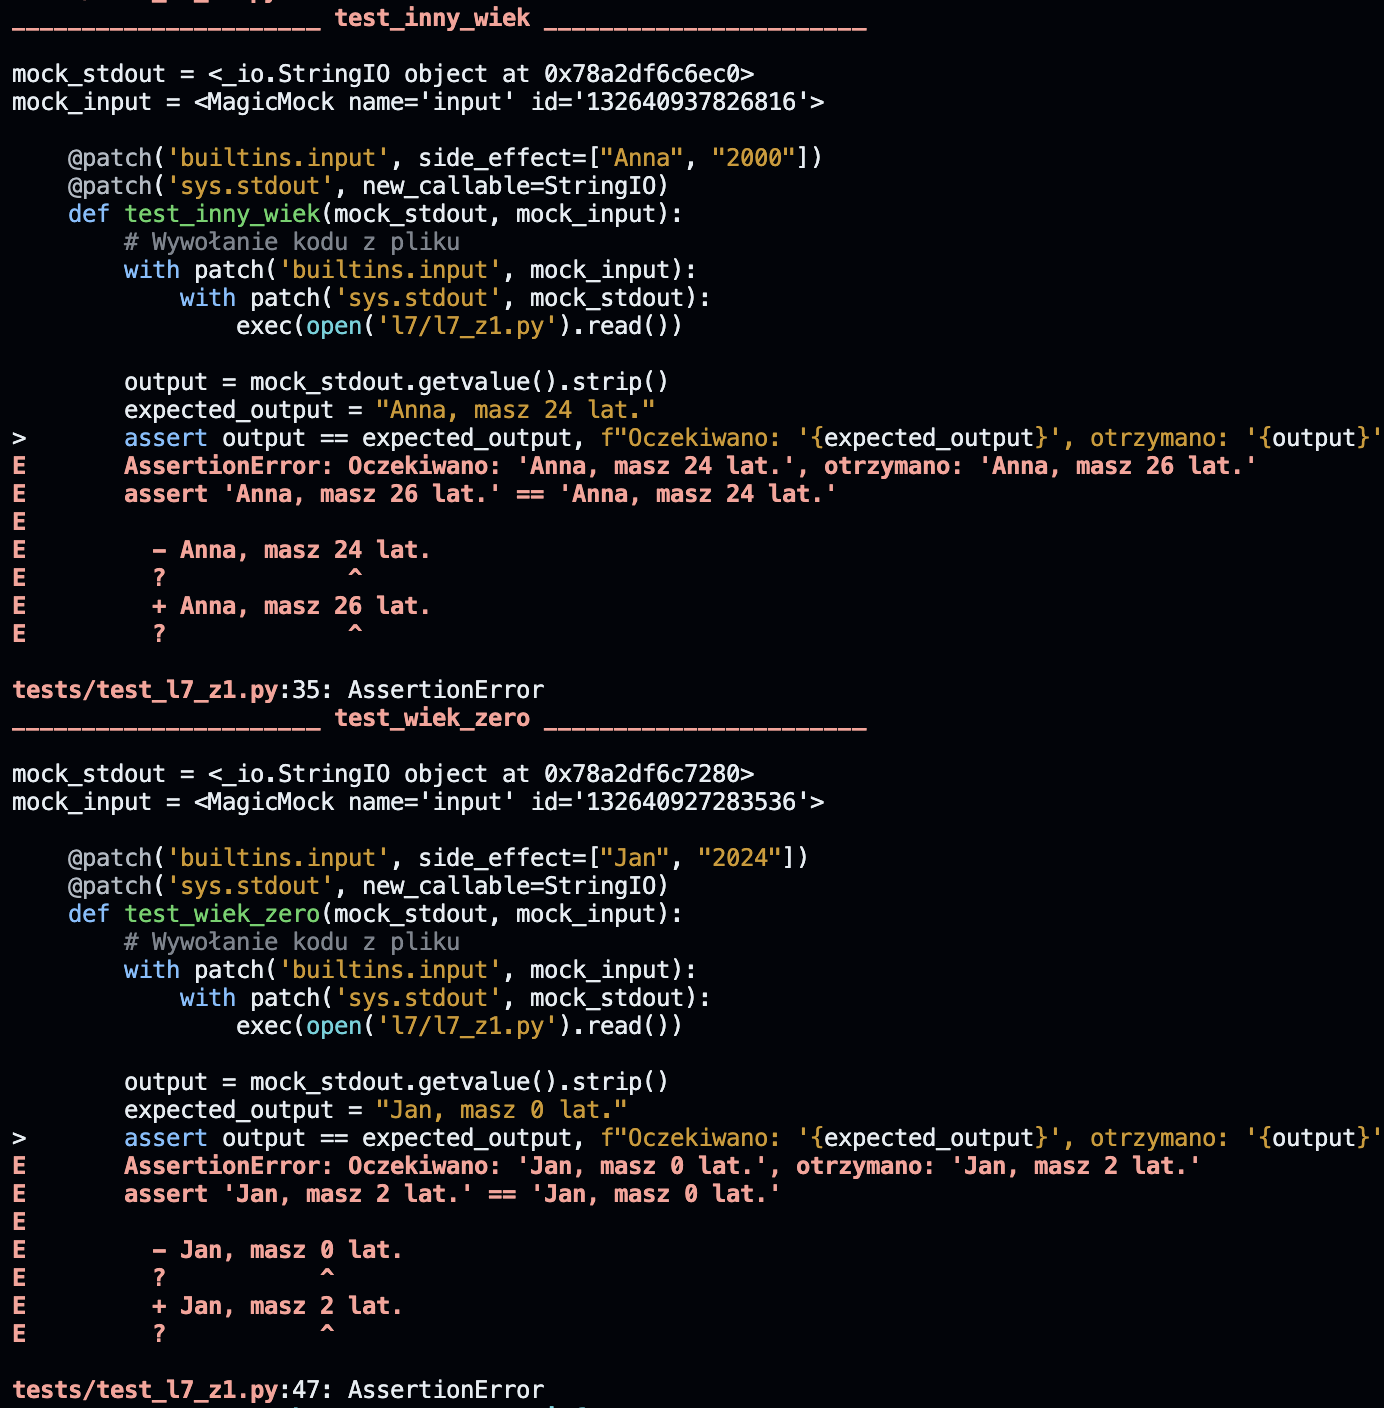 _______________________ test_inny_wiek ________________________
mock_stdout = <_io.StringIO object at 0x78a2df6c6ec0>
mock_input = <MagicMock name='input' id='132640937826816'>
    @patch('builtins.input', side_effect=["Anna", "2000"])
    @patch('sys.stdout', new_callable=StringIO)
    def test_inny_wiek(mock_stdout, mock_input):
        # Wywołanie kodu z pliku
        with patch('builtins.input', mock_input):
            with patch('sys.stdout', mock_stdout):
                exec(open('l7/l7_z1.py').read())
        output = mock_stdout.getvalue().strip()
        expected_output = "Anna, masz 24 lat."
>       assert output == expected_output, f"Oczekiwano: '{expected_output}', otrzymano: '{output}'
E       AssertionError: Oczekiwano: 'Anna, masz 24 lat.', otrzymano: 'Anna, masz 26 lat.'
E       assert 'Anna, masz 26 lat.' == 'Anna, masz 24 lat.'
E
E         - Anna, masz 24 lat.
E         ?             ^
E         + Anna, masz 26 lat.
E         ?             ^
tests/test_l7_z1.py:35: AssertionError
_______________________ test_wiek_zero ________________________
mock_stdout = <_io.StringIO object at 0x78a2df6c7280>
mock_input = <MagicMock name='input' id='132640927283536'>
    @patch('builtins.input', side_effect=["Jan", "2024"])
    @patch('sys.stdout', new_callable=StringIO)
    def test_wiek_zero(mock_stdout, mock_input):
        # Wywołanie kodu z pliku
        with patch('builtins.input', mock_input):
            with patch('sys.stdout', mock_stdout):
                exec(open('l7/l7_z1.py').read())
        output = mock_stdout.getvalue().strip()
        expected_output = "Jan, masz 0 lat."
>       assert output == expected_output, f"Oczekiwano: '{expected_output}', otrzymano: '{output}'
E       AssertionError: Oczekiwano: 'Jan, masz 0 lat.', otrzymano: 'Jan, masz 2 lat.'
E       assert 'Jan, masz 2 lat.' == 'Jan, masz 0 lat.'
E
E         - Jan, masz 0 lat.
E         ?           ^
E         + Jan, masz 2 lat.
E         ?           ^
tests/test_l7_z1.py:47: AssertionError